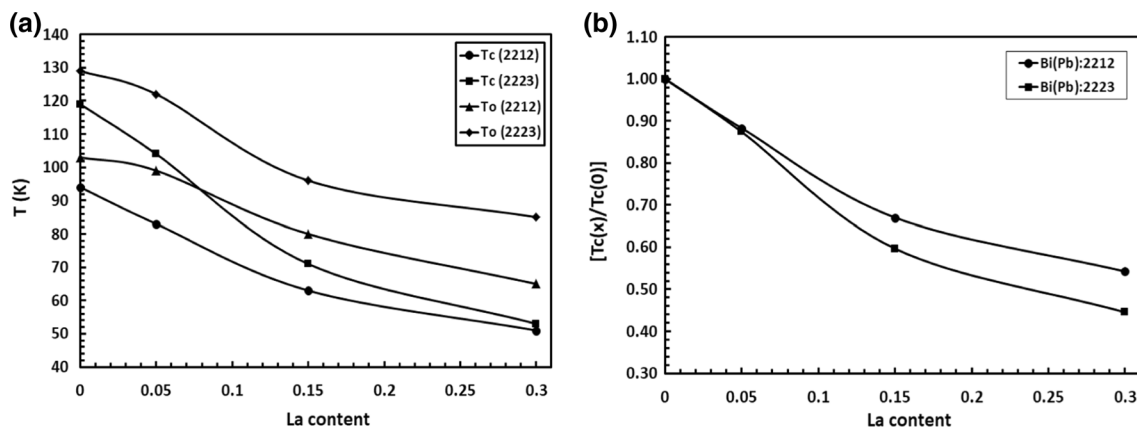 (a)
140
130
120
110
100
90
80
70
60
50
40
T (K)
0
0.05
0.1
0.15
0.2
0.25
0.3
La content
Tc (2212)
Tc (2223)
To (2212)
To (2223)
(b)
1.10
1.00
0.90
0.80
0.70
0.60
0.50
0.40
0.30
[Tc(x)/Tc(0)]
0
0.05
0.1
0.15
0.2
0.25
0.3
La content
Bi(Pb):2212
Bi(Pb):2223